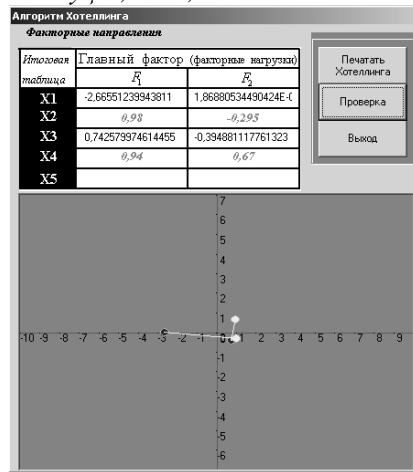 Алгоритм Хотеллинга
Факторные направления
Итоговая таблица
Главный фактор (факторные нагрузки)
F₁ F₂
X1 -2,66551239943811 1,86880534490424E-(
X2 0,98 -0,295
X3 0,742579974614455 -0,394881117761323
X4 0,94 0,67
X5
Печатать
Хотеллинга
Проверка
Выход
7
6
5
4
3
2
1
-10 -9 -8 -7 -6 -5 -4 -3 -2 -1 0 1 2 3 4 5 6 7 8 9
-1
-2
-3
-4
-5
-6